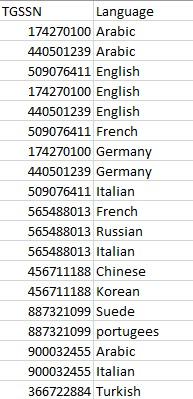 TGSSN Language
174270100 Arabic
440501239 Arabic
509076411 English
174270100 English
440501239 English
509076411 French
174270100 Germany
440501239 Germany
509076411 Italian
565488013 French
565488013 Russian
565488013 Italian
456711188 Chinese
456711188 Korean
887321099 Suede
887321099 portugees
900032455 Arabic
900032455 Italian
366722884 Turkish